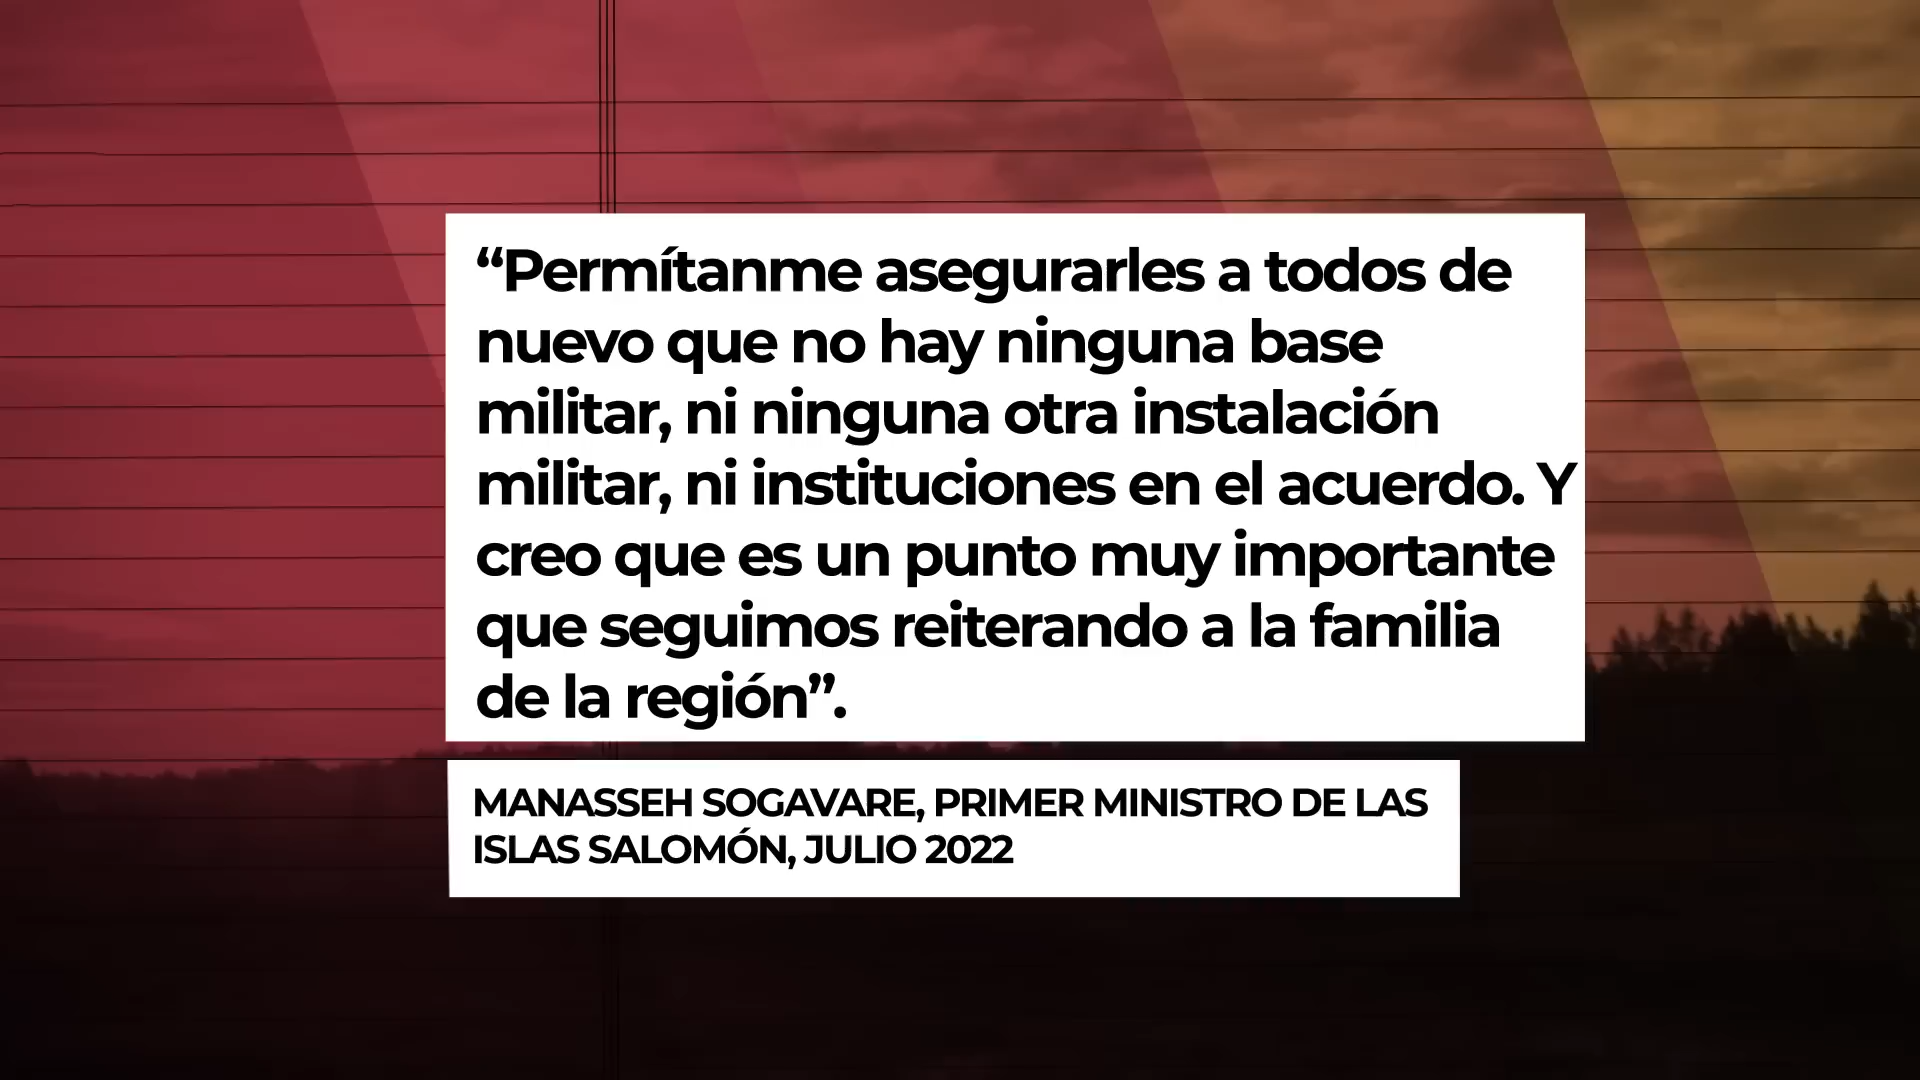 “Permítanme asegurarles a todos de
nuevo que no hay ninguna base
militar, ni ninguna otra instalación
militar, ni instituciones en el acuerdo. Y
creo que es un punto muy importante
que seguimos reiterando a la familia
de la región”.
MANASSEH SOGAVARE, PRIMER MINISTRO DE LAS
ISLAS SALOMÓN, JULIO 2022